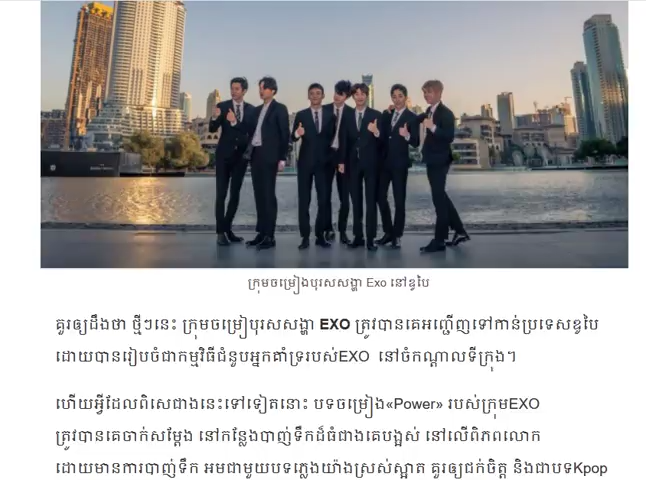 ក្រុមចម្រៀងបុរសសង្ហា Exo នៅឌូបៃ
គួរឲ្យដឹងថា ថ្មីៗនេះ ក្រុមចម្រៀបុរសសង្ហា EXO ត្រូវបានគេអញ្ជើញទៅកាន់ប្រទេសឌូបៃ
ដោយបានរៀបចំជាកម្មវិធីជំនួបអ្នកគាំទ្ររបស់EXO នៅចំកណ្ដាលទីក្រុង។
ហើយអ្វីដែលពិសេជាងនេះទៅទៀតនោះ បទចម្រៀង«Power» របស់ក្រុមEXO
ត្រូវបានគេចាក់សម្ដែង នៅកន្លែងបាញ់ទឹកដ៏ធំជាងគេបង្អស់ នៅលើពិភពលោក
ដោយមានការបាញ់ទឹក អមជាមួយបទភ្លេងយ៉ាងស្រស់ស្អាត គួរឲ្យជក់ចិត្ត និងជាបទKpop